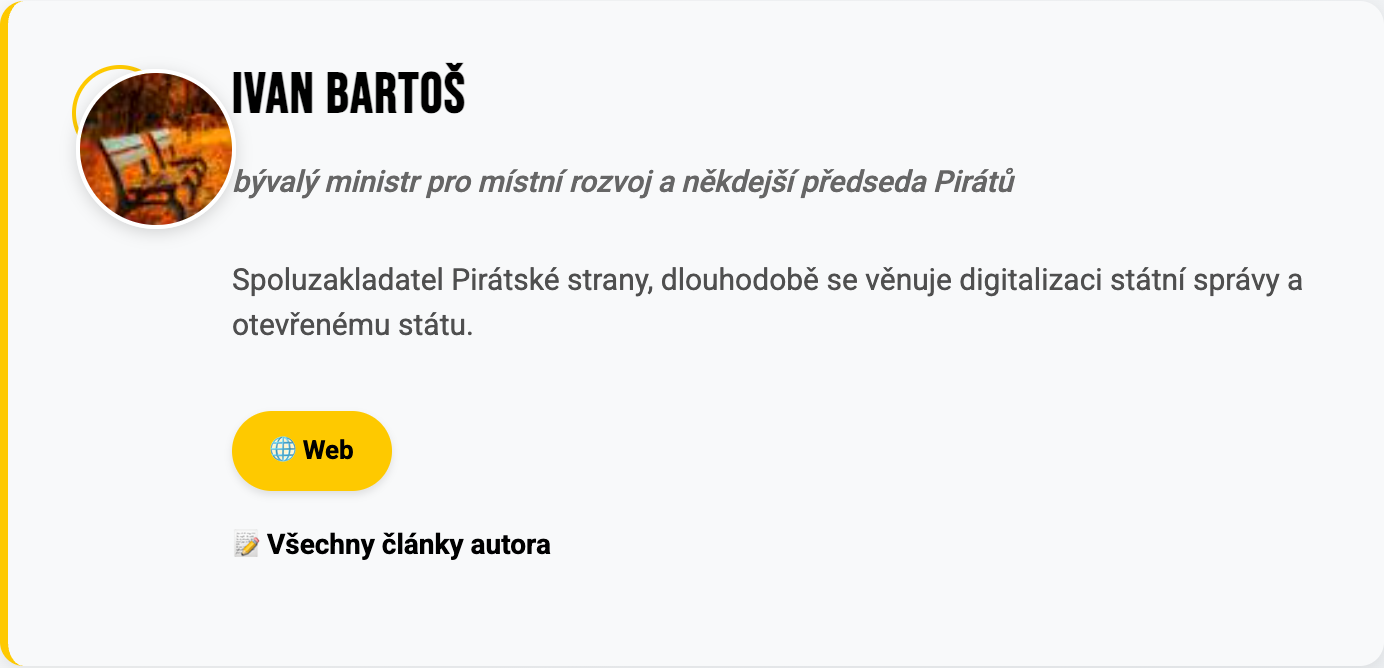 IVAN BARTOŠ
bývalý ministr pro místní rozvoj a někdejší předseda Pirátů
Spoluzakladatel Pirátské strany, dlouhodobě se věnuje digitalizaci státní správy a
otevřenému státu.
🌐 Web
📝 Všechny články autora